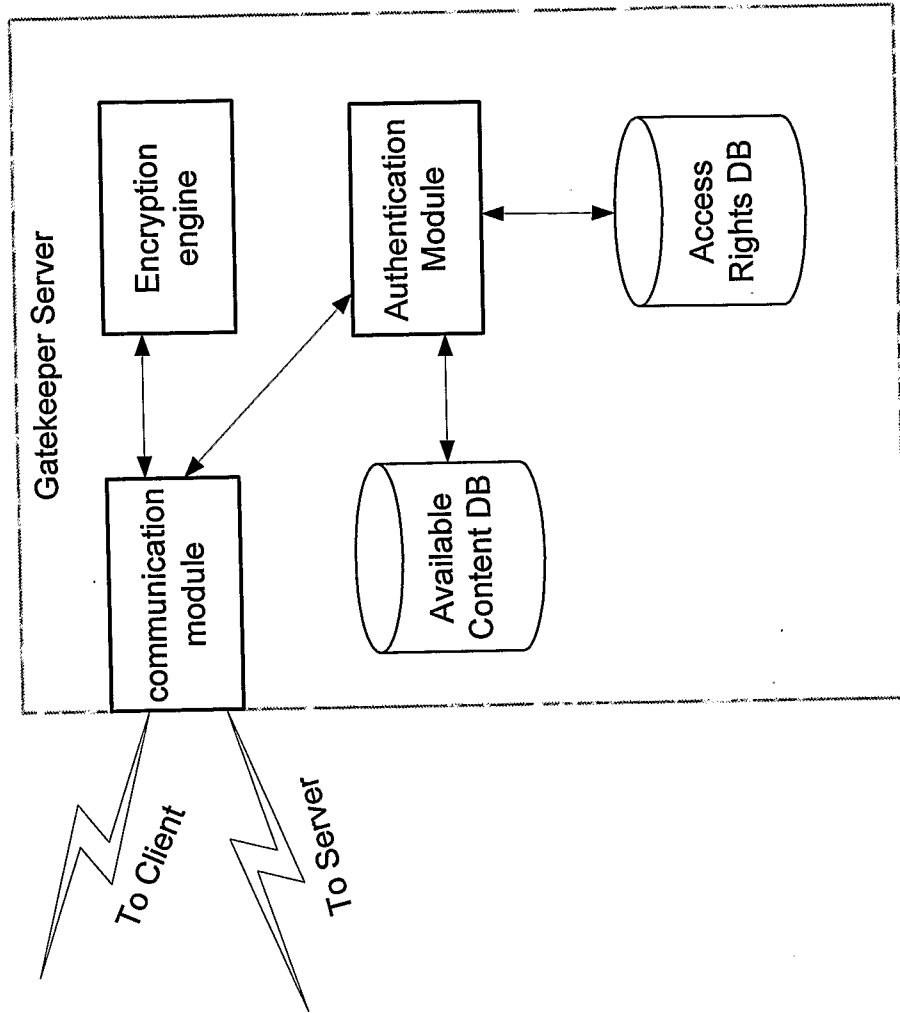 Gatekeeper Server
Encryption
engine
communication
module
Authentication
Module
Available
Content DB
Access
Rights DB
To Client
To Server